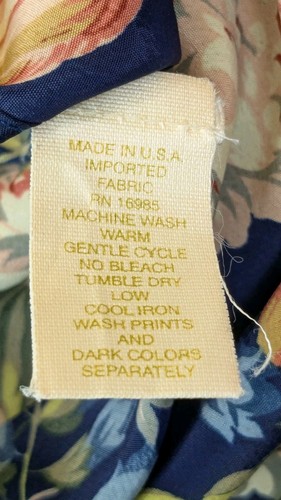 MADE IN U.S.A.
IMPORTED
FABRIC
RN 16985
MACHINE WASH
WARM
GENTLE CYCLE
NO BLEACH
TUMBLE DRY
LOW
COOL IRON
WASH PRINTS
AND
DARK COLORS
SEPARATELY